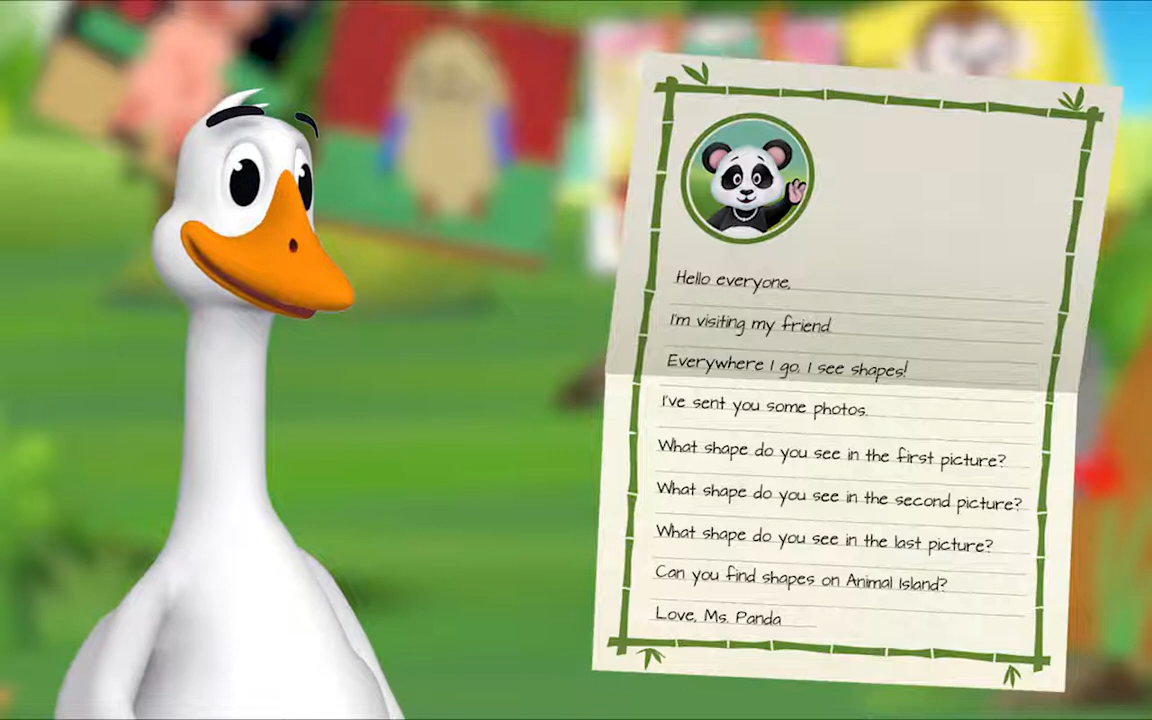 Hello everyone,
I'm visiting my friend.
Everywhere I go, I see shapes!
I've sent you some photos.
What shape do you see in the first picture?
What shape do you see in the second picture?
What shape do you see in the last picture?
Can you find shapes on Animal Island?
Love, Ms. Panda